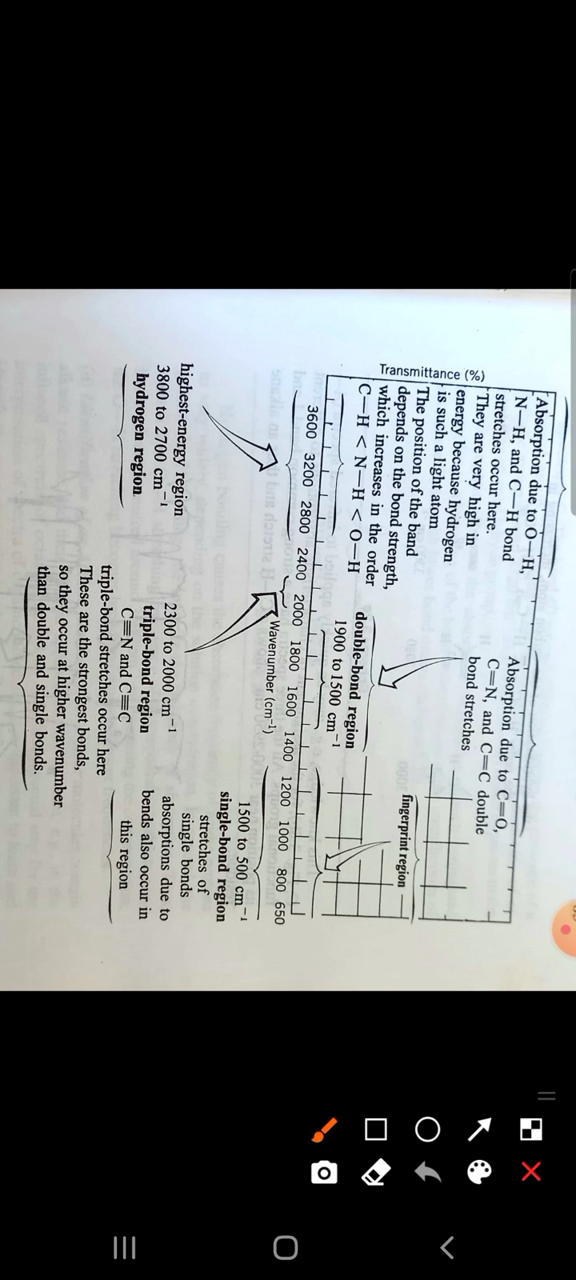 Absorption due to O—H,
N—H, and C—H bond
stretches occur here.
They are very high in
energy because hydrogen
is such a light atom
The position of the band
depends on the bond strength,
which increases in the order
C—H < N—H < O—H
Absorption due to C=O,
C=N, and C=C double
bond stretches
double-bond region
1900 to 1500 cm⁻¹
fingerprint region
Transmittance (%)
3600 3200 2800 2400 2000 1800 1600 1400 1200 1000 800 650
Wavenumber (cm⁻¹)
highest-energy region
3800 to 2700 cm⁻¹
hydrogen region
2300 to 2000 cm⁻¹
triple-bond region
C≡N and C≡C
triple-bond stretches occur here
These are the strongest bonds,
so they occur at higher wavenumber
than double and single bonds.
1500 to 500 cm⁻¹
single-bond region
stretches of
single bonds
absorptions due to
bends also occur in
this region